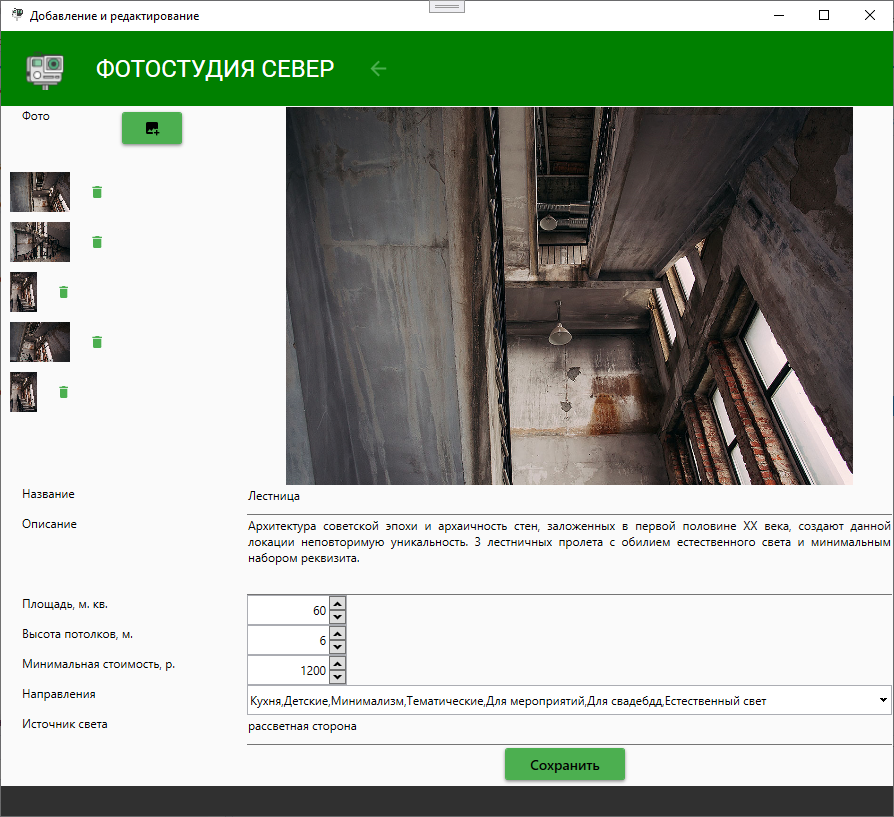 Добавление и редактирование
ФОТОСТУДИЯ СЕВЕР
Фото
Название
Лестница
Описание
Архитектура советской эпохи и архаичность стен, заложенных в первой половине XX века, создают данной
локации неповторимую уникальность. 3 лестничных пролета с обилием естественного света и минимальным
набором реквизита.
Площадь, м. кв.
60
Высота потолков, м.
6
Минимальная стоимость, р.
1200
Направления
Кухня,Детские,Минимализм,Тематические,Для мероприятий,Для свадебдд,Естественный свет
Источник света
рассветная сторона
Сохранить